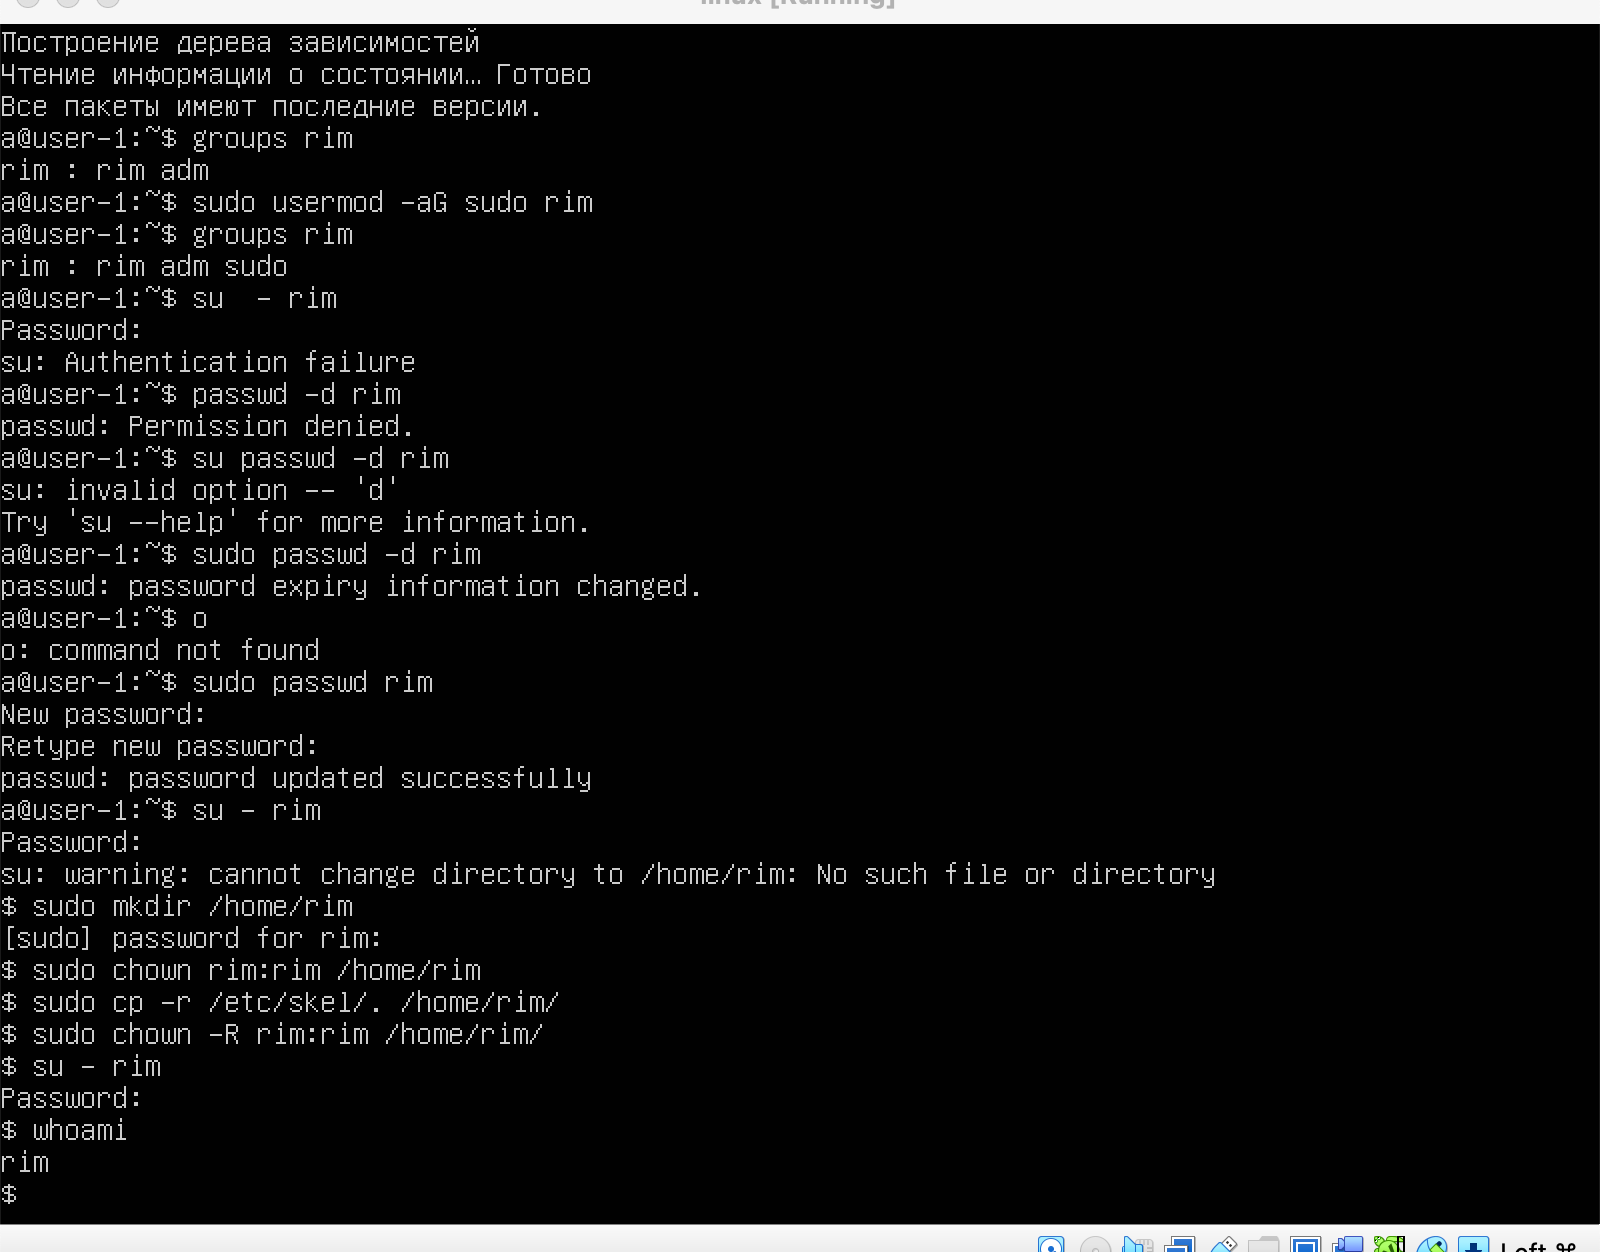 linux [Running]
Построение дерева зависимостей
Чтение информации о состоянии… Готово
Все пакеты имеют последние версии.
a@user-1:~$ groups rim
rim : rim adm
a@user-1:~$ sudo usermod -aG sudo rim
a@user-1:~$ groups rim
rim : rim adm sudo
a@user-1:~$ su  - rim
Password:
su: Authentication failure
a@user-1:~$ passwd -d rim
passwd: Permission denied.
a@user-1:~$ su passwd -d rim
su: invalid option -- 'd'
Try 'su --help' for more information.
a@user-1:~$ sudo passwd -d rim
passwd: password expiry information changed.
a@user-1:~$ o
o: command not found
a@user-1:~$ sudo passwd rim
New password:
Retype new password:
passwd: password updated successfully
a@user-1:~$ su - rim
Password:
su: warning: cannot change directory to /home/rim: No such file or directory
$ sudo mkdir /home/rim
[sudo] password for rim:
$ sudo chown rim:rim /home/rim
$ sudo cp -r /etc/skel/. /home/rim/
$ sudo chown -R rim:rim /home/rim/
$ su - rim
Password:
$ whoami
rim
$
Left ⌘